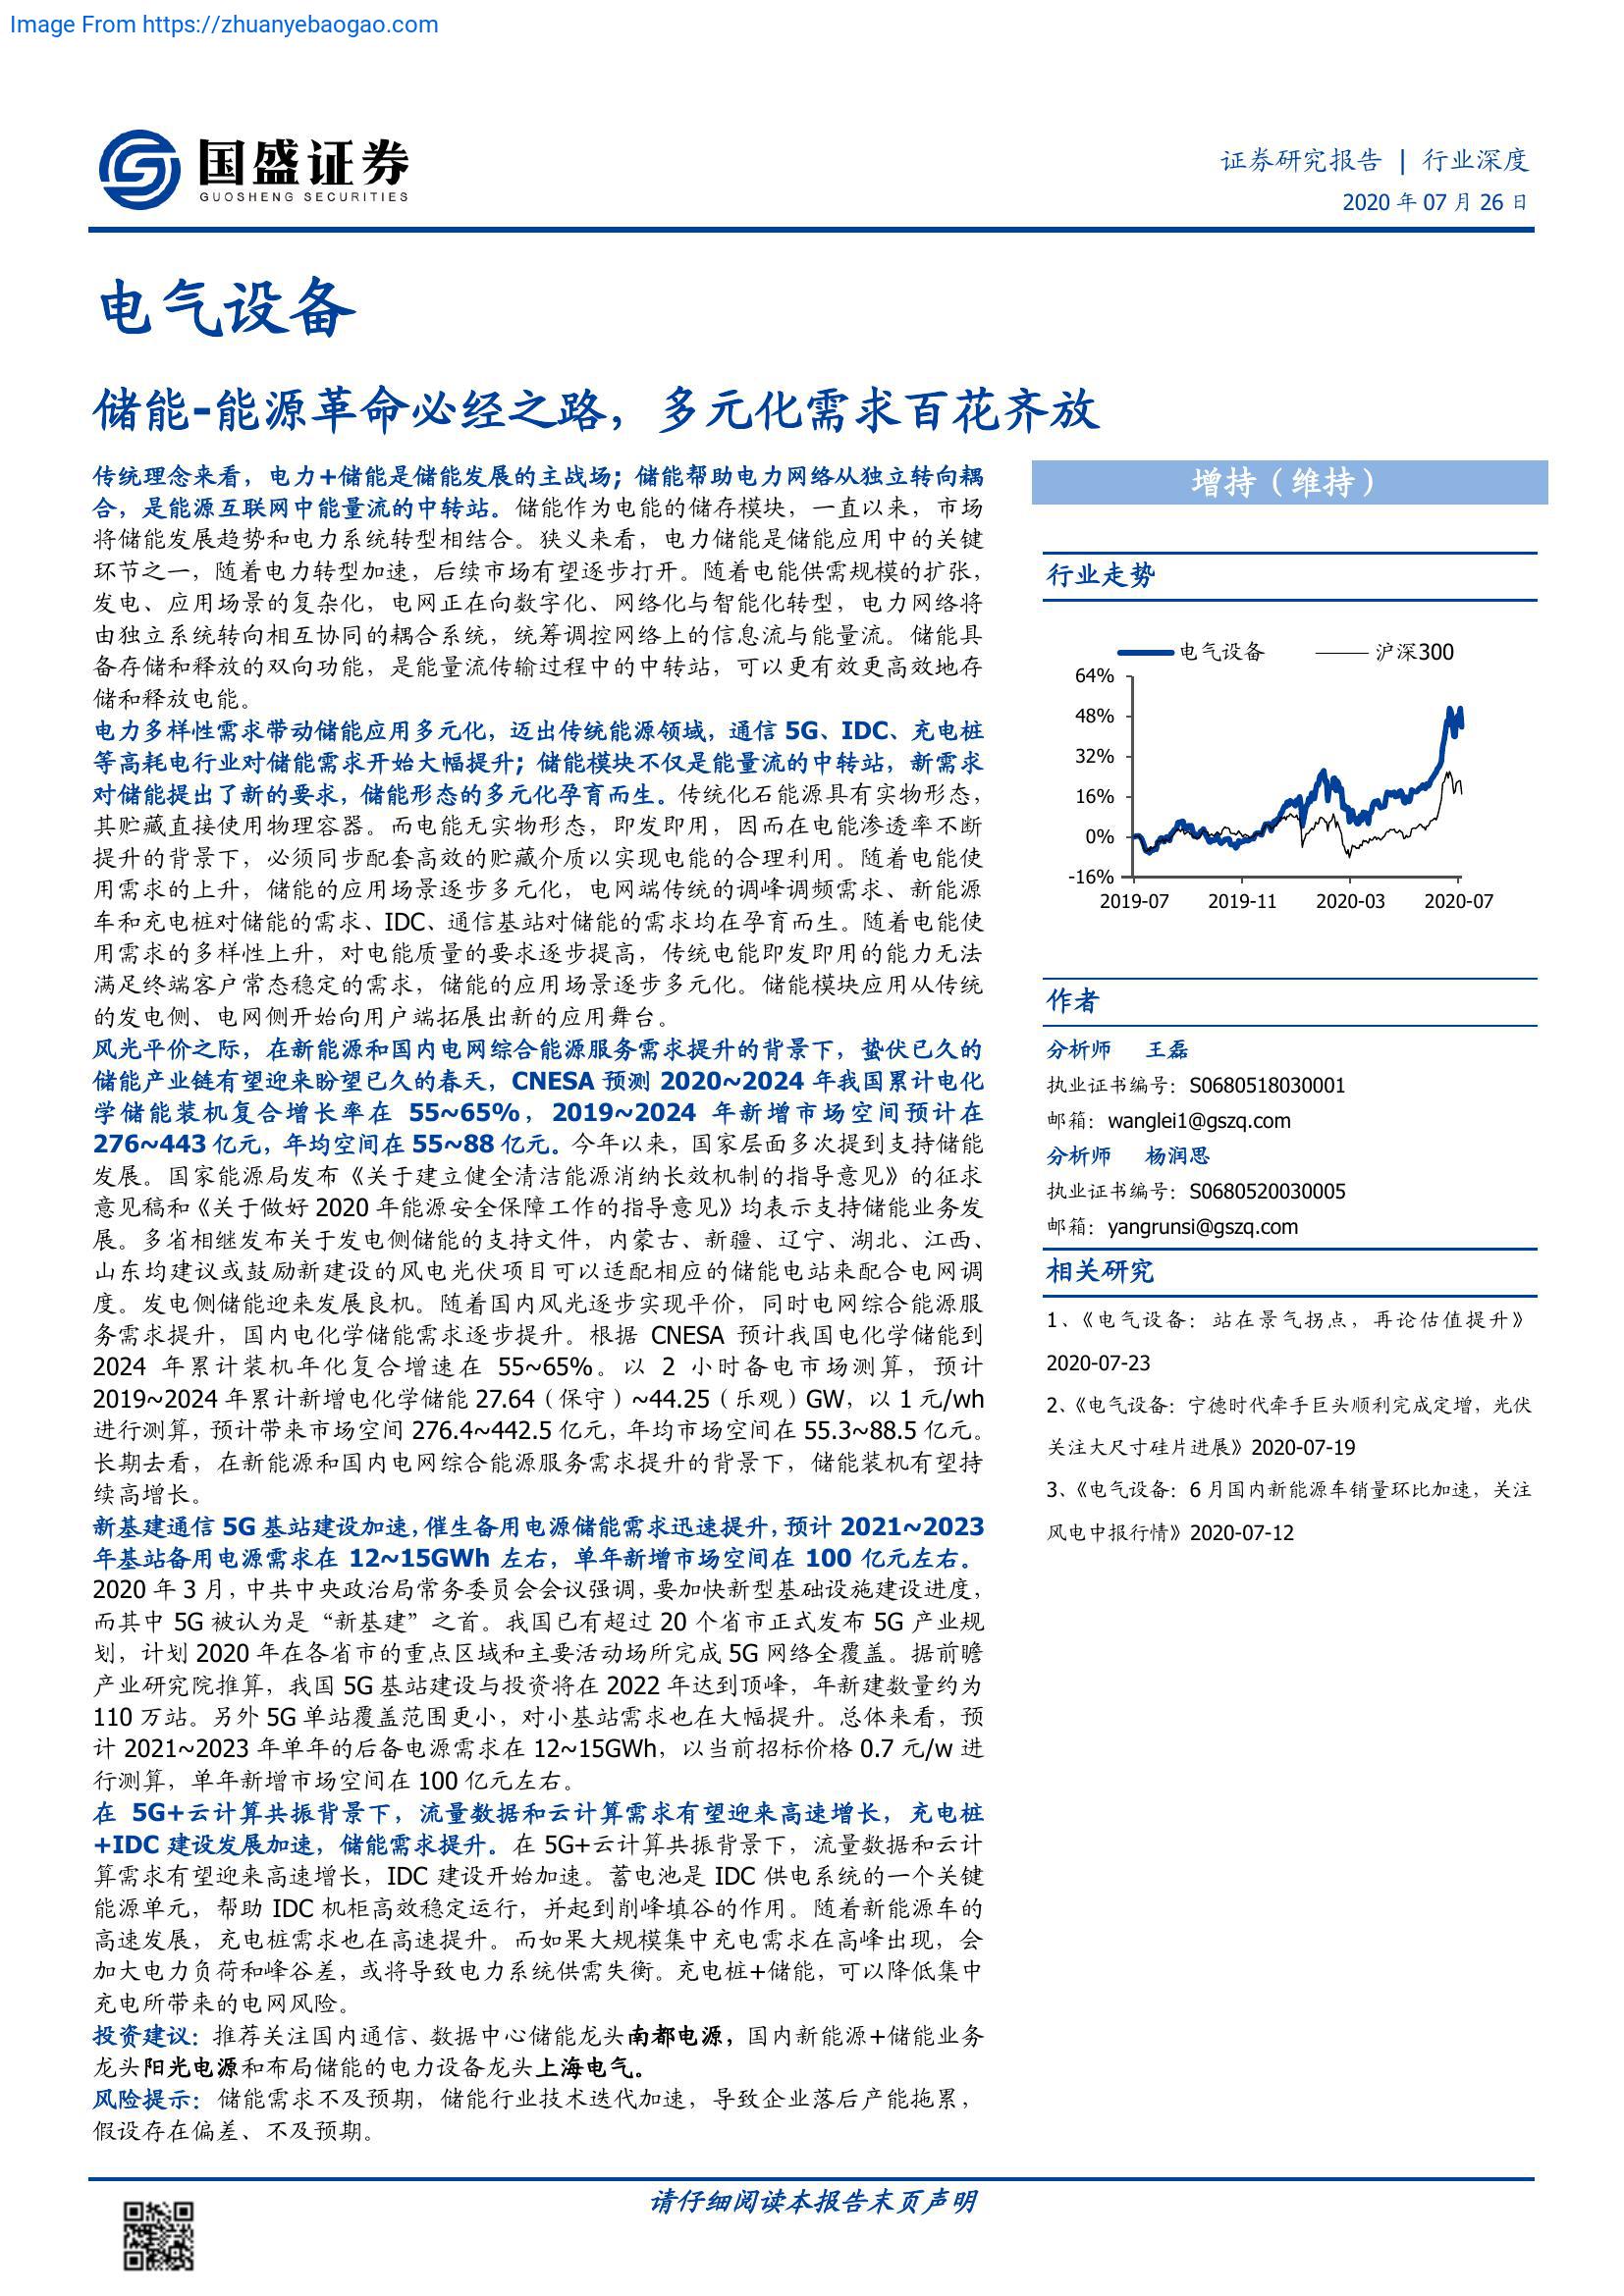 Image From https://zhuanyebaogao.com
国盛证券
GUOSHENG SECURITIES
证券研究报告 | 行业深度
2020 年 07 月 26 日
电气设备
储能-能源革命必经之路，多元化需求百花齐放
传统理念来看，电力+储能是储能发展的主战场；储能帮助电力网络从独立转向耦
合，是能源互联网中能量流的中转站。储能作为电能的储存模块，一直以来，市场
将储能发展趋势和电力系统转型相结合。狭义来看，电力储能是储能应用中的关键
环节之一，随着电力转型加速，后续市场有望逐步打开。随着电能供需规模的扩张，
发电、应用场景的复杂化，电网正在向数字化、网络化与智能化转型，电力网络将
由独立系统转向相互协同的耦合系统，统筹调控网络上的信息流与能量流。储能具
备存储和释放的双向功能，是能量流传输过程中的中转站，可以更有效更高效地存
储和释放电能。
电力多样性需求带动储能应用多元化，迈出传统能源领域，通信 5G、IDC、充电桩
等高耗电行业对储能需求开始大幅提升；储能模块不仅是能量流的中转站，新需求
对储能提出了新的要求，储能形态的多元化孕育而生。传统化石能源具有实物形态，
其贮藏直接使用物理容器。而电能无实物形态，即发即用，因而在电能渗透率不断
提升的背景下，必须同步配套高效的贮藏介质以实现电能的合理利用。随着电能使
用需求的上升，储能的应用场景逐步多元化，电网端传统的调峰调频需求、新能源
车和充电桩对储能的需求、IDC、通信基站对储能的需求均在孕育而生。随着电能使
用需求的多样性上升，对电能质量的要求逐步提高，传统电能即发即用的能力无法
满足终端客户常态稳定的需求，储能的应用场景逐步多元化。储能模块应用从传统
的发电侧、电网侧开始向用户端拓展出新的应用舞台。
风光平价之际，在新能源和国内电网综合能源服务需求提升的背景下，蛰伏已久的
储能产业链有望迎来盼望已久的春天，CNESA 预测 2020~2024 年我国累计电化
学储能装机复合增长率在 55~65%，2019~2024 年新增市场空间预计在
276~443 亿元，年均空间在 55~88 亿元。今年以来，国家层面多次提到支持储能
发展。国家能源局发布《关于建立健全清洁能源消纳长效机制的指导意见》的征求
意见稿和《关于做好 2020 年能源安全保障工作的指导意见》均表示支持储能业务发
展。多省相继发布关于发电侧储能的支持文件，内蒙古、新疆、辽宁、湖北、江西、
山东均建议或鼓励新建设的风电光伏项目可以适配相应的储能电站来配合电网调
度。发电侧储能迎来发展良机。随着国内风光逐步实现平价，同时电网综合能源服
务需求提升，国内电化学储能需求逐步提升。根据 CNESA 预计我国电化学储能到
2024 年累计装机年化复合增速在 55~65%。以 2 小时备电市场测算，预计
2019~2024 年累计新增电化学储能 27.64（保守）~44.25（乐观）GW，以 1 元/wh
进行测算，预计带来市场空间 276.4~442.5 亿元，年均市场空间在 55.3~88.5 亿元。
长期去看，在新能源和国内电网综合能源服务需求提升的背景下，储能装机有望持
续高增长。
新基建通信 5G 基站建设加速，催生备用电源储能需求迅速提升，预计 2021~2023
年基站备用电源需求在 12~15GWh 左右，单年新增市场空间在 100 亿元左右。
2020 年 3 月，中共中央政治局常务委员会会议强调，要加快新型基础设施建设进度，
而其中 5G 被认为是“新基建”之首。我国已有超过 20 个省市正式发布 5G 产业规
划，计划 2020 年在各省市的重点区域和主要活动场所完成 5G 网络全覆盖。据前瞻
产业研究院推算，我国 5G 基站建设与投资将在 2022 年达到顶峰，年新建数量约为
110 万站。另外 5G 单站覆盖范围更小，对小基站需求也在大幅提升。总体来看，预
计 2021~2023 年单年的后备电源需求在 12~15GWh，以当前招标价格 0.7 元/w 进
行测算，单年新增市场空间在 100 亿元左右。
在 5G+云计算共振背景下，流量数据和云计算需求有望迎来高速增长，充电桩
+IDC 建设发展加速，储能需求提升。在 5G+云计算共振背景下，流量数据和云计
算需求有望迎来高速增长，IDC 建设开始加速。蓄电池是 IDC 供电系统的一个关键
能源单元，帮助 IDC 机柜高效稳定运行，并起到削峰填谷的作用。随着新能源车的
高速发展，充电桩需求也在高速提升。而如果大规模集中充电需求在高峰出现，会
加大电力负荷和峰谷差，或将导致电力系统供需失衡。充电桩+储能，可以降低集中
充电所带来的电网风险。
投资建议：推荐关注国内通信、数据中心储能龙头南都电源，国内新能源+储能业务
龙头阳光电源和布局储能的电力设备龙头上海电气。
风险提示：储能需求不及预期，储能行业技术迭代加速，导致企业落后产能拖累，
假设存在偏差、不及预期。
增持（维持）
行业走势
电气设备 沪深300
64%
48%
32%
16%
0%
-16%
2019-07 2019-11 2020-03 2020-07
作者
分析师 王磊
执业证书编号：S0680518030001
邮箱：wanglei1@gszq.com
分析师 杨润思
执业证书编号：S0680520030005
邮箱：yangrunsi@gszq.com
相关研究
1、《电气设备：站在景气拐点，再论估值提升》
2020-07-23
2、《电气设备：宁德时代牵手巨头顺利完成定增，光伏
关注大尺寸硅片进展》2020-07-19
3、《电气设备：6 月国内新能源车销量环比加速，关注
风电中报行情》2020-07-12
请仔细阅读本报告末页声明